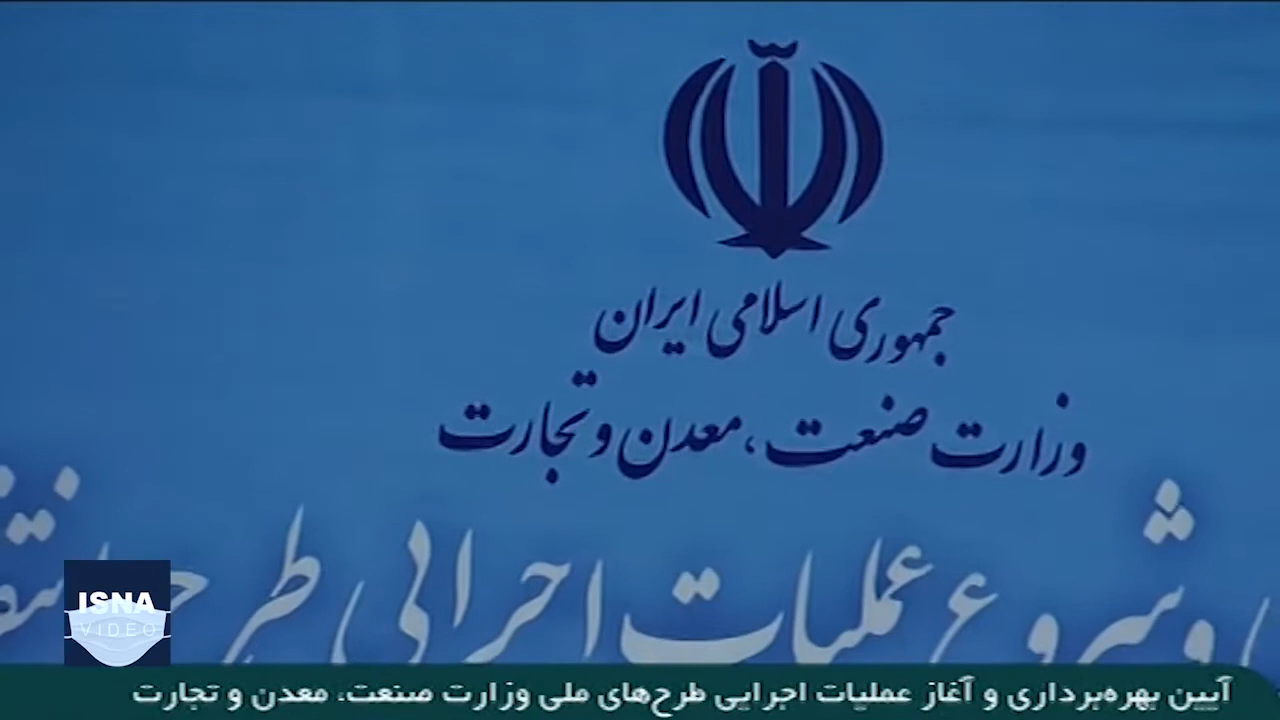 جمهوری اسلامی ایران
وزارت صنعت، معدن و تجارت
و شروع عملیات اجرایی طرح
ISNA
VIDEO
آیین بهره‌برداری و آغاز عملیات اجرایی طرح‌های ملی وزارت صنعت، معدن و تجارت